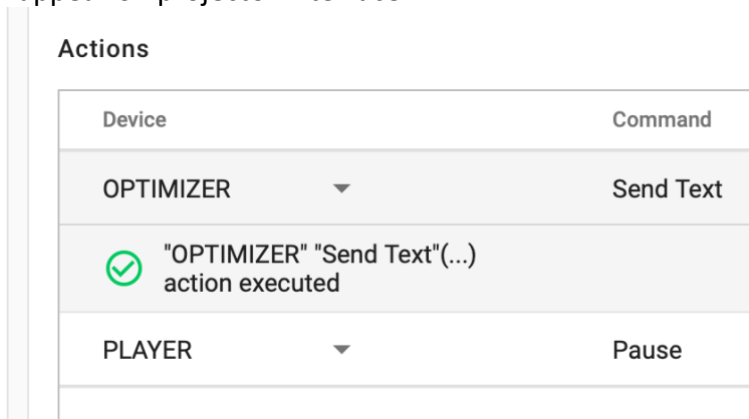 Actions
Device Command
OPTIMIZER Send Text
"OPTIMIZER" "Send Text"(...)
action executed
PLAYER Pause